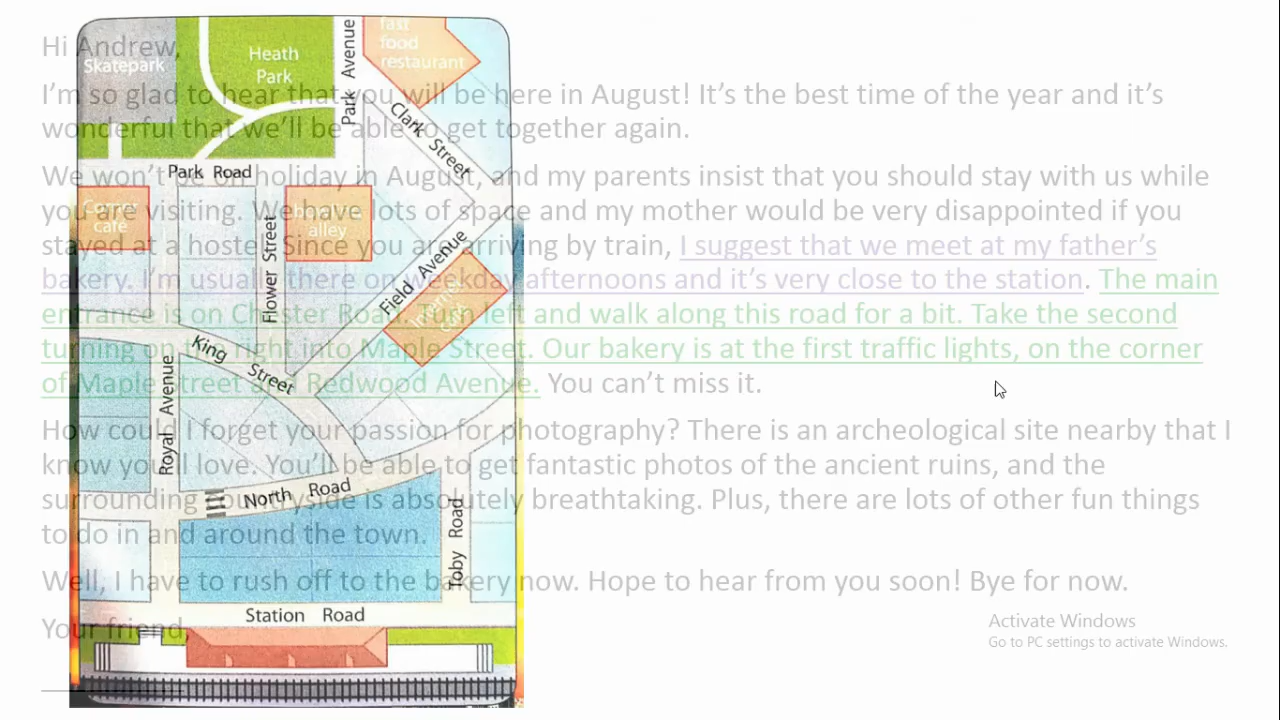 Hi Andrew,
I'm so glad to hear that you will be here in August! It's the best time of the year and it's
wonderful that we'll be able to get together again.
We won't be on holiday in August, and my parents insist that you should stay with us while
you are visiting. We have lots of space and my mother would be very disappointed if you
stayed at a hostel. Since you are arriving by train, I suggest that we meet at my father's
bakery. I'm usually there on weekday afternoons and it's very close to the station. The main
entrance is on Chester Road. Turn left and walk along this road for a bit. Take the second
turning on the right into Maple Street. Our bakery is at the first traffic lights, on the corner
of Maple Street and Redwood Avenue. You can't miss it.
How could I forget your passion for photography? There is an archeological site nearby that I
know you'll love. You'll be able to get fantastic photos of the ancient ruins, and the
surrounding countryside is absolutely breathtaking. Plus, there are lots of other fun things
to do in and around the town.
Well, I have to rush off to the bakery now. Hope to hear from you soon! Bye for now.
Your friend,
Skatepark
Heath
Park
Park Avenue
fast
food
restaurant
Clark Street
Park Road
Corner
café
Flower Street
bowling
alley
Field Avenue
Internet
café
King Street
Royal Avenue
North Road
Toby Road
Station Road
Activate Windows
Go to PC settings to activate Windows.